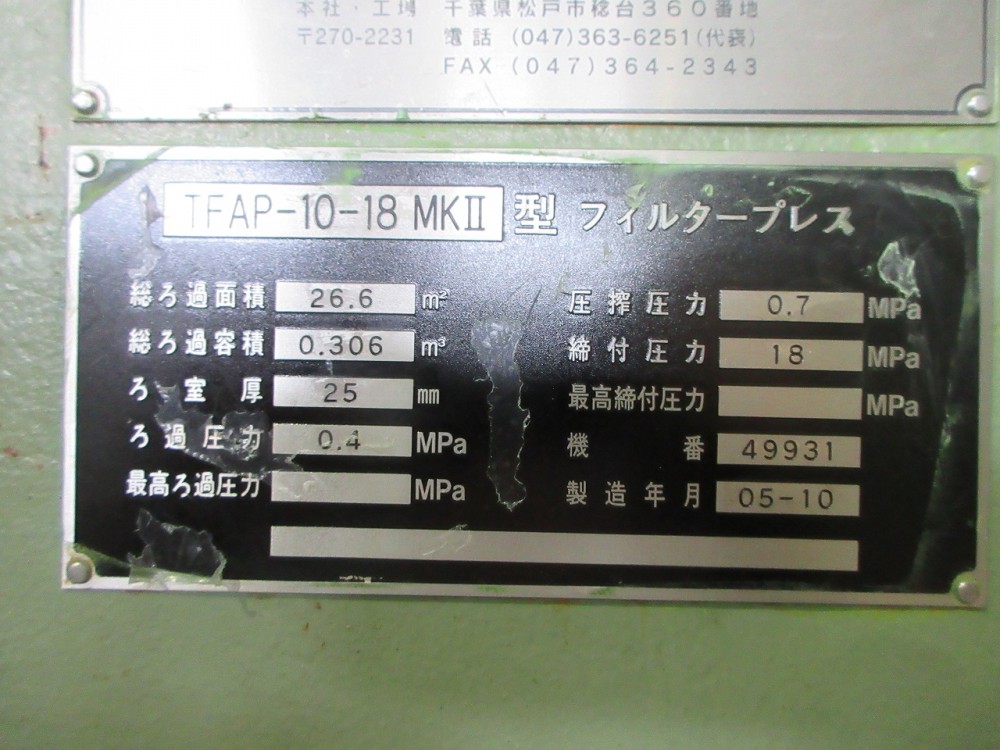 本社・工場 千葉県松戸市稔台360番地
〒270-2231 電話 (047)363-6251(代表)
FAX (047)364-2343
TFAP-10-18 MKⅡ 型 フィルタープレス
総ろ過面積 26.6 m²
総ろ過容積 0.306 m³
ろ室厚 25 mm
ろ過圧力 0.4 MPa
最高ろ過圧力 MPa
圧搾圧力 0.7 MPa
締付圧力 18 MPa
最高締付圧力 MPa
機番 49931
製造年月 05-10